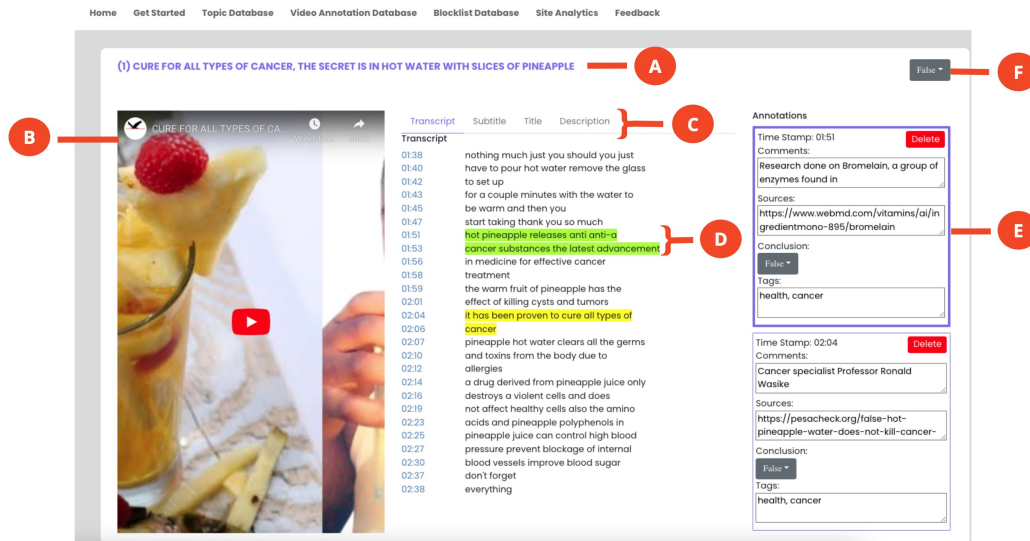 Home Get Started Topic Database Video Annotation Database Blocklist Database Site Analytics Feedback
(1) CURE FOR ALL TYPES OF CANCER, THE SECRET IS IN HOT WATER WITH SLICES OF PINEAPPLE
A
False
F
B
CURE FOR ALL TYPES OF CA
Transcript Subtitle Title Description
C
Transcript
01:38 nothing much just you should you just
01:40 have to pour hot water remove the glass
01:42 to set up
01:43 for a couple minutes with the water to
01:45 be warm and then you
01:47 start taking thank you so much
01:51 hot pineapple releases anti anti-a
01:53 cancer substances the latest advancement
D
01:56 in medicine for effective cancer
01:58 treatment
01:59 the warm fruit of pineapple has the
02:01 effect of killing cysts and tumors
02:04 it has been proven to cure all types of
02:06 cancer
02:07 pineapple hot water clears all the germs
02:10 and toxins from the body due to
02:12 allergies
02:14 a drug derived from pineapple juice only
02:16 destroys a violent cells and does
02:19 not affect healthy cells also the amino
02:23 acids and pineapple polyphenols in
02:25 pineapple juice can control high blood
02:27 pressure prevent blockage of internal
02:30 blood vessels improve blood sugar
02:37 don't forget
02:38 everything
Annotations
Time Stamp: 01:51 Delete
Comments:
Research done on Bromelain, a group of
enzymes found in
Sources:
https://www.webmd.com/vitamins/ai/in
gredientmono-895/bromelain
E
Conclusion:
False
Tags:
health, cancer
Time Stamp: 02:04 Delete
Comments:
Cancer specialist Professor Ronald
Wasike
Sources:
https://pesacheck.org/false-hot-
pineapple-water-does-not-kill-cancer-
Conclusion:
False
Tags:
health, cancer